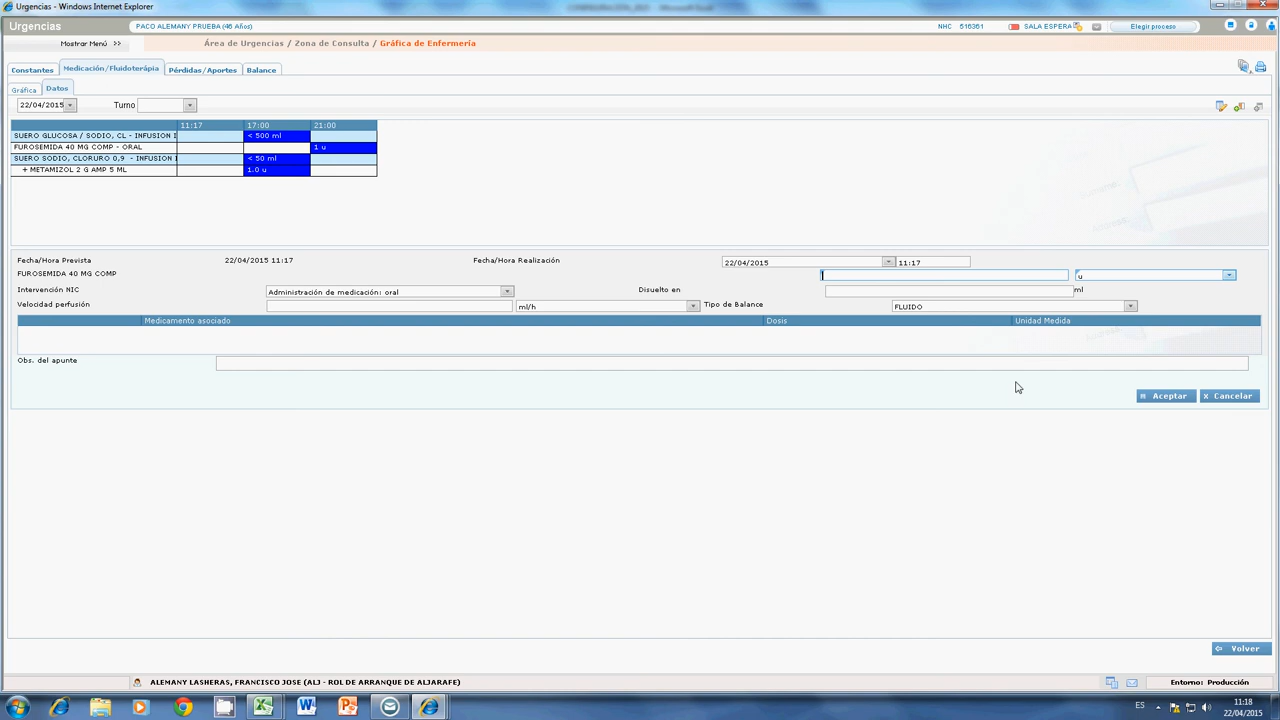 Urgencias - Windows Internet Explorer
Urgencias PACO ALEMANY PRUEBA (46 Años) NHC 516351 SALA ESPERA Elegir proceso
Mostrar Menú >> Área de Urgencias / Zona de Consulta / Gráfica de Enfermería
Constantes Medicación/Fluidoterápia Pérdidas/Aportes Balance
Gráfica Datos
22/04/2015 Turno
11:17 17:00 21:00
SUERO GLUCOSA / SODIO, CL - INFUSION I < 500 ml
FUROSEMIDA 40 MG COMP - ORAL 1 u
SUERO SODIO, CLORURO 0,9 - INFUSION I < 50 ml
+ METAMIZOL 2 G AMP 5 ML 1.0 u
Fecha/Hora Prevista 22/04/2015 11:17 Fecha/Hora Realización 22/04/2015 11:17
FUROSEMIDA 40 MG COMP u
Intervención NIC Administración de medicación: oral Disuelto en ml
Velocidad perfusión ml/h Tipo de Balance FLUIDO
Medicamento asociado Dosis Unidad Medida
Obs. del apunte
Aceptar x Cancelar
Volver
ALEMANY LASHERAS, FRANCISCO JOSE (ALJ - ROL DE ARRANQUE DE ALJARAFE) Entorno: Producción
ES 11:18
22/04/2015